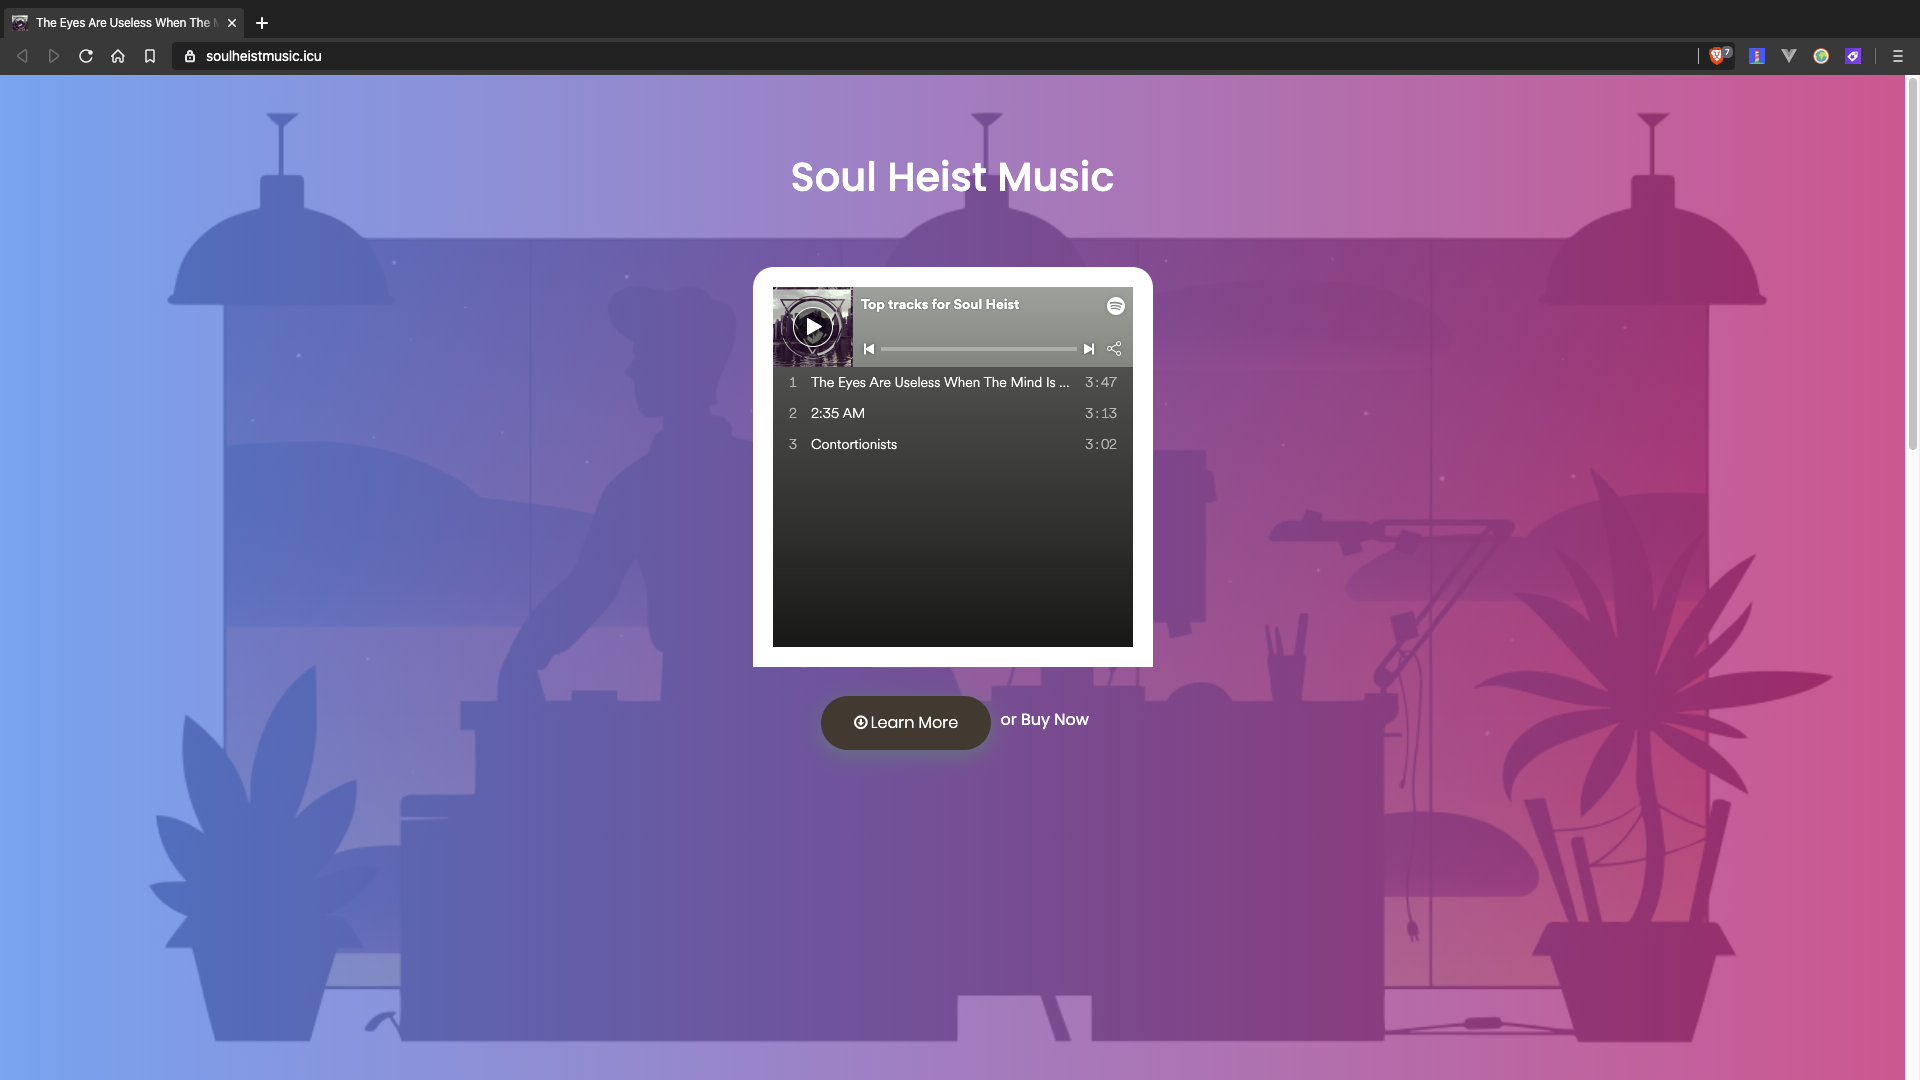 The Eyes Are Useless When The M
soulheistmusic.icu
7
Soul Heist Music
Top tracks for Soul Heist
1 The Eyes Are Useless When The Mind Is ... 3:47
2 2:35 AM 3:13
3 Contortionists 3:02
Learn More or Buy Now